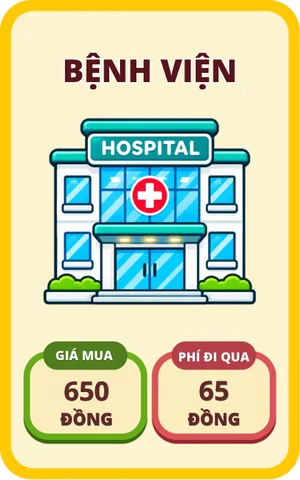 BỆNH VIỆN
HOSPITAL
GIÁ MUA
650
ĐỒNG
PHÍ ĐI QUA
65
ĐỒNG